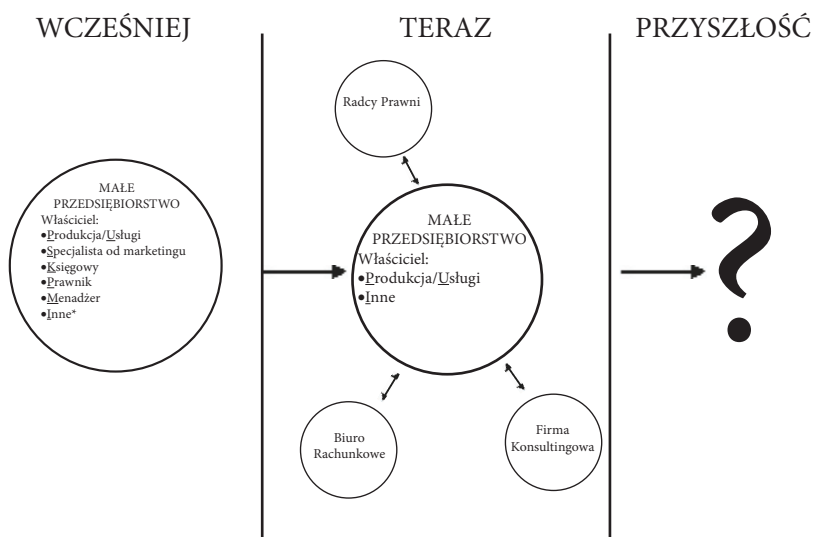 WCZEŚNIEJ
TERAZ
PRZYSZŁOŚĆ
MAŁE
PRZEDSIĘBIORSTWO
Właściciel:
•Produkcja/Usługi
•Specjalista od marketingu
•Księgowy
•Prawnik
•Menadżer
•Inne*
Radcy Prawni
MAŁE
PRZEDSIĘBIORSTWO
Właściciel:
•Produkcja/Usługi
•Inne
Biuro
Rachunkowe
Firma
Konsultingowa
?